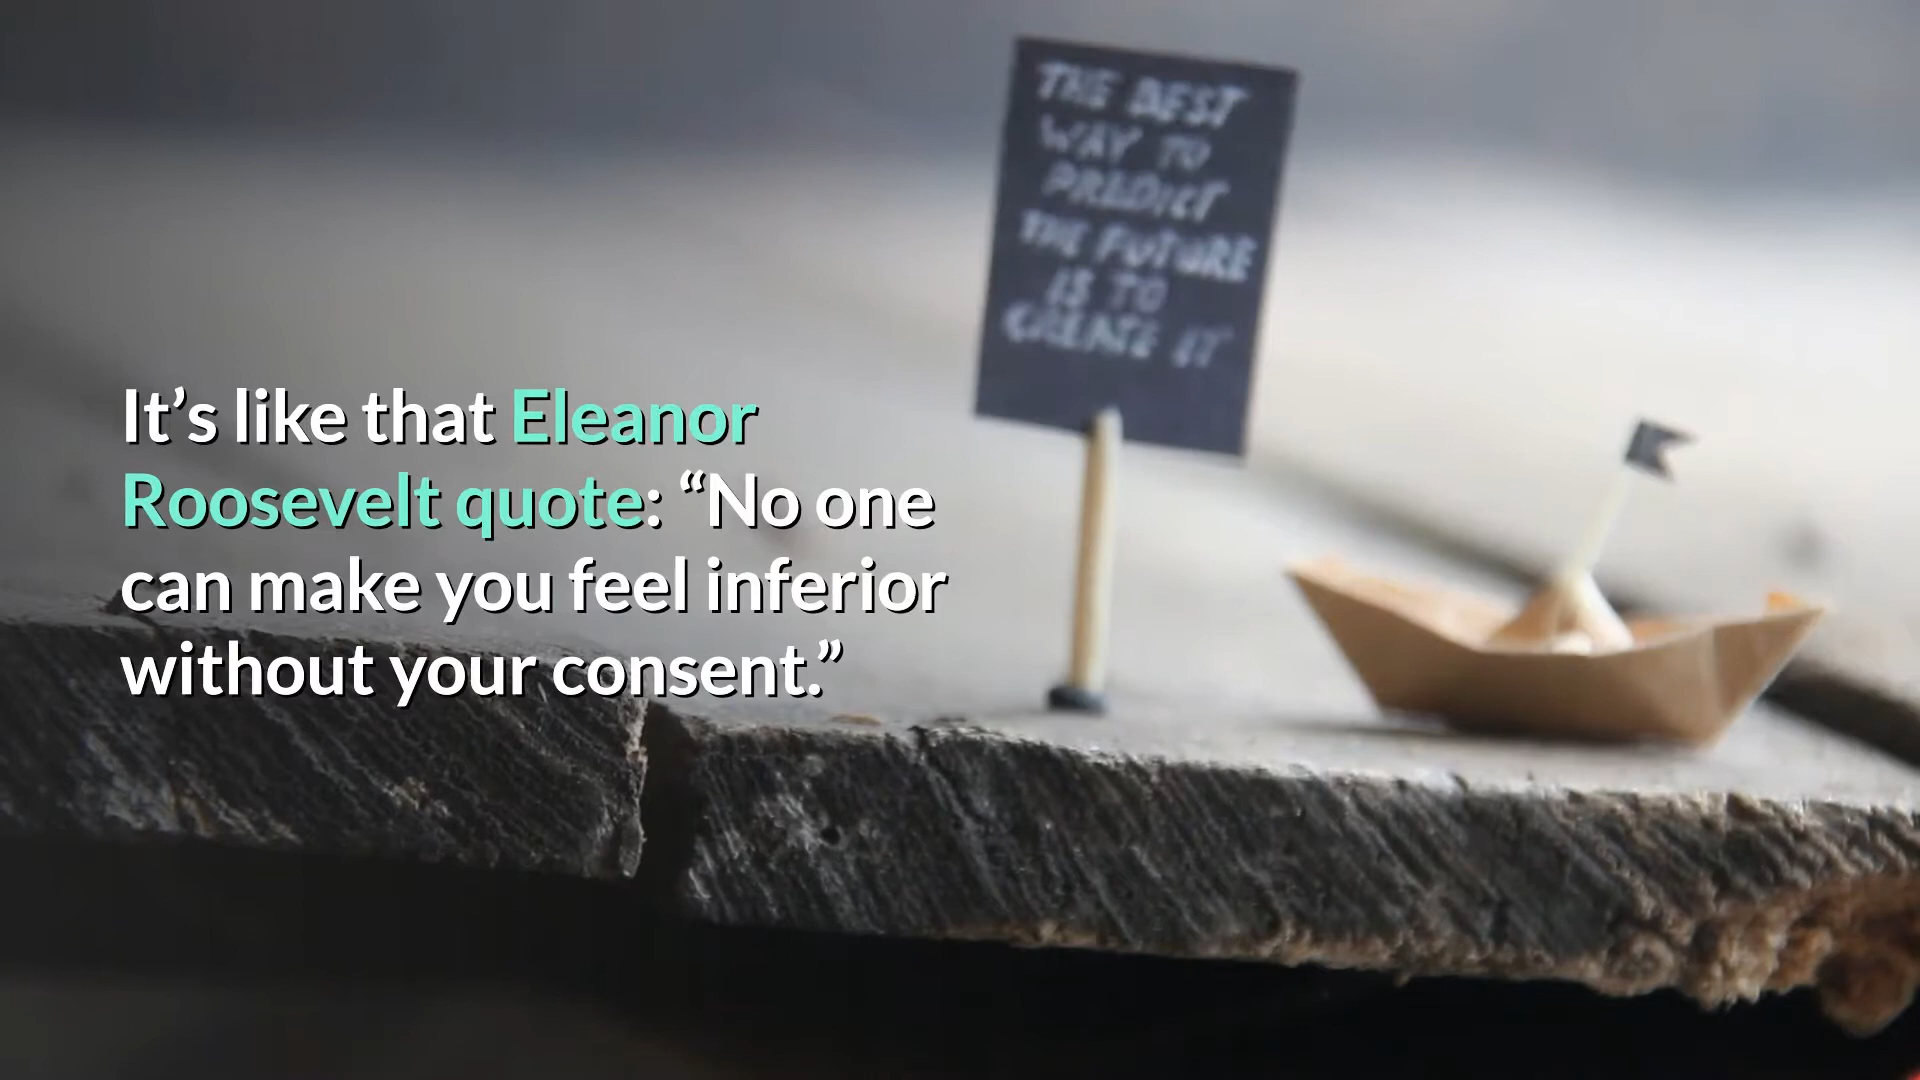 THE BEST
WAY TO
PREDICT
THE FUTURE
IS TO
CREATE IT
It’s like that Eleanor
Roosevelt quote: “No one
can make you feel inferior
without your consent.”